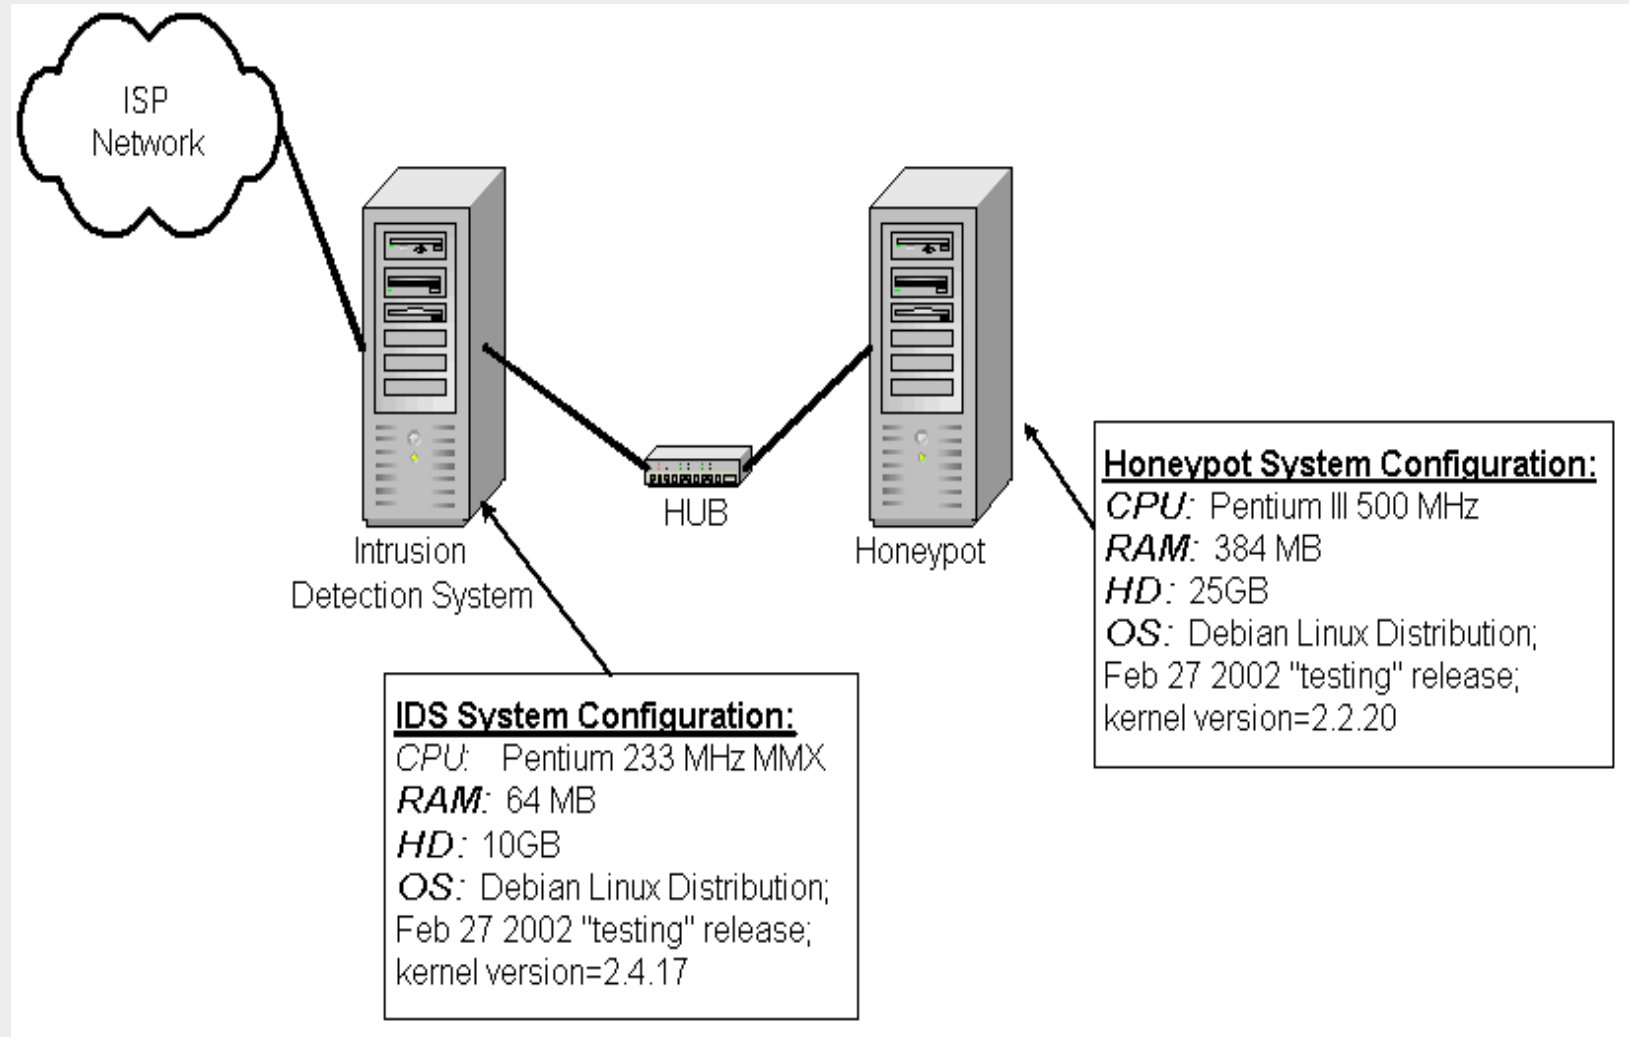 ISP
Network
Intrusion
Detection System
HUB
Honeypot
Honeypot System Configuration:
CPU: Pentium III 500 MHz
RAM: 384 MB
HD: 25GB
OS: Debian Linux Distribution;
Feb 27 2002 "testing" release;
kernel version=2.2.20
IDS System Configuration:
CPU: Pentium 233 MHz MMX
RAM: 64 MB
HD: 10GB
OS: Debian Linux Distribution;
Feb 27 2002 "testing" release;
kernel version=2.4.17